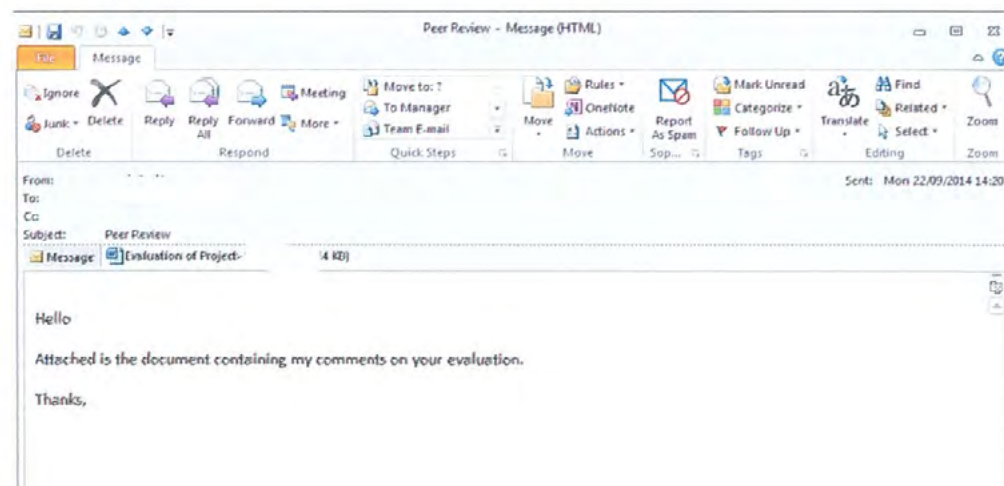 Peer Review - Message (HTML)
File Message
Ignore
Junk
Delete
Reply
Reply All
Forward
Meeting
More
Move to: ?
To Manager
Team E-mail
Move
Rules
OneNote
Actions
Report As Spam
Mark Unread
Categorize
Follow Up
Translate
Find
Related
Select
Zoom
Delete Respond Quick Steps Move Sop... Tags Editing Zoom
From: Sent: Mon 22/09/2014 14:20
To:
Cc:
Subject: Peer Review
Message Evaluation of Project- 4 KB)
Hello
Attached is the document containing my comments on your evaluation.
Thanks,